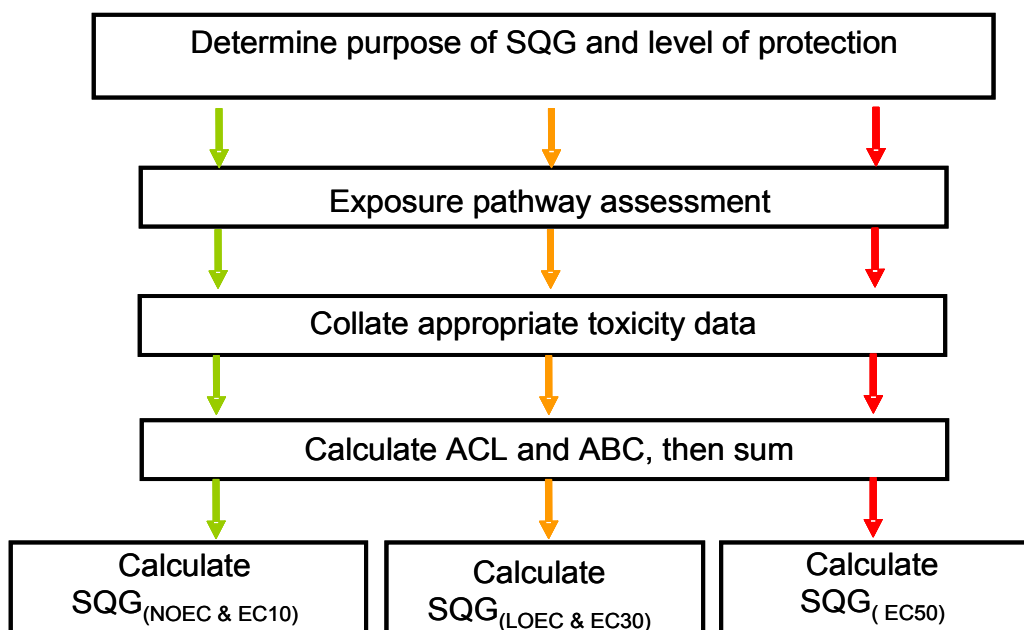 Determine purpose of SQG and level of protection
Exposure pathway assessment
Collate appropriate toxicity data
Calculate ACL and ABC, then sum
Calculate
SQG(NOEC & EC10)
Calculate
SQG(LOEC & EC30)
Calculate
SQG( EC50)